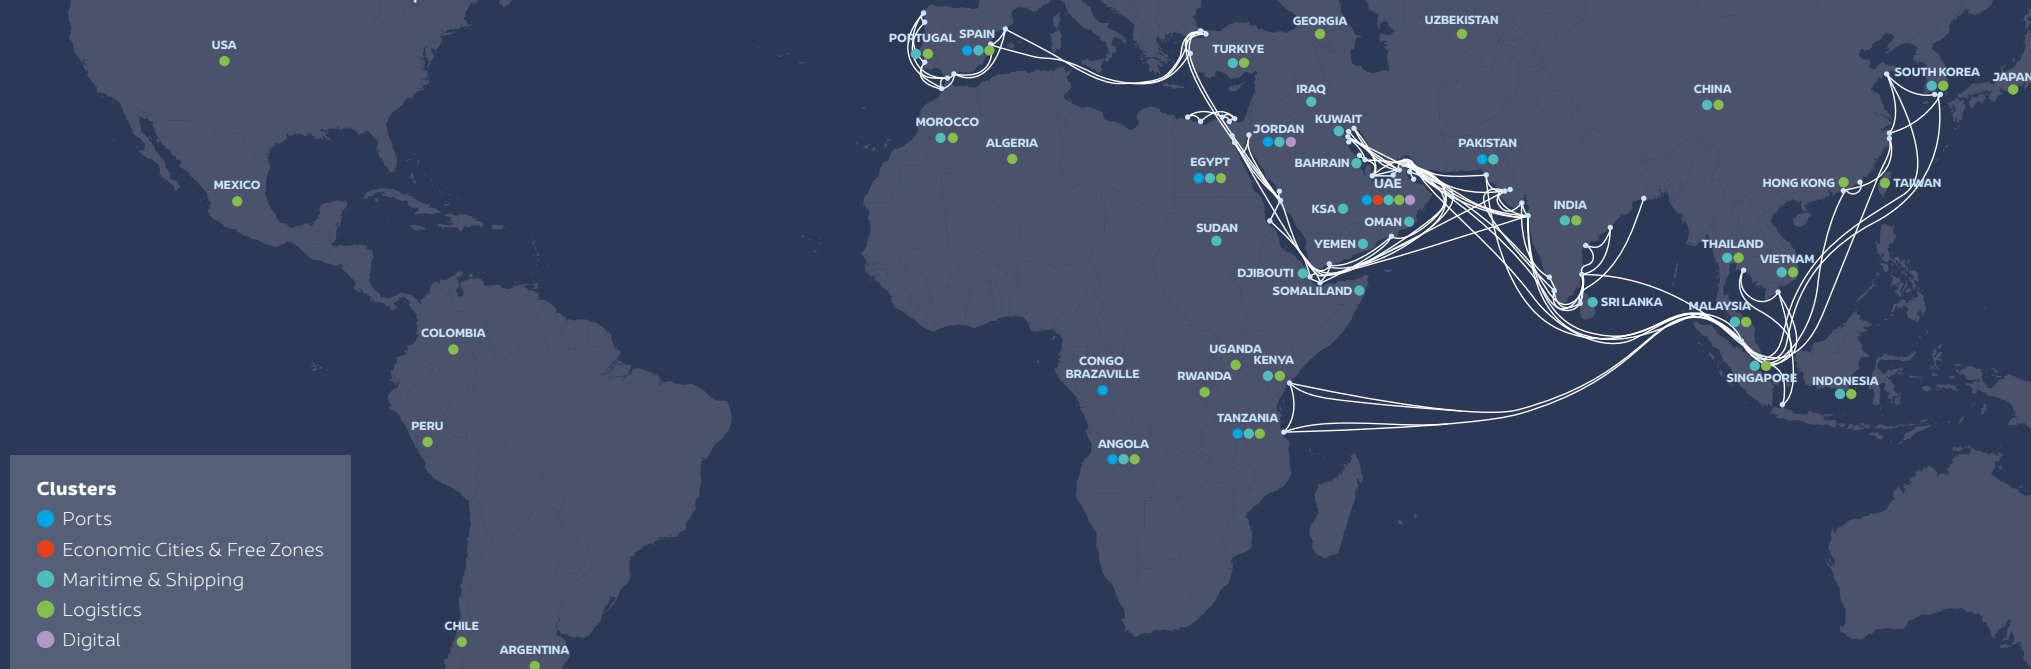 USA
MEXICO
COLOMBIA
PERU
CHILE
ARGENTINA
PORTUGAL
SPAIN
MOROCCO
ALGERIA
GEORGIA
UZBEKISTAN
TURKIYE
IRAQ
KUWAIT
JORDAN
BAHRAIN
EGYPT
UAE
KSA
OMAN
SUDAN
YEMEN
DJIBOUTI
SOMALILAND
PAKISTAN
INDIA
SRI LANKA
CHINA
SOUTH KOREA
JAPAN
HONG KONG
TAIWAN
THAILAND
VIETNAM
MALAYSIA
SINGAPORE
INDONESIA
CONGO
BRAZAVILLE
UGANDA
KENYA
RWANDA
TANZANIA
ANGOLA
Clusters
Ports
Economic Cities & Free Zones
Maritime & Shipping
Logistics
Digital